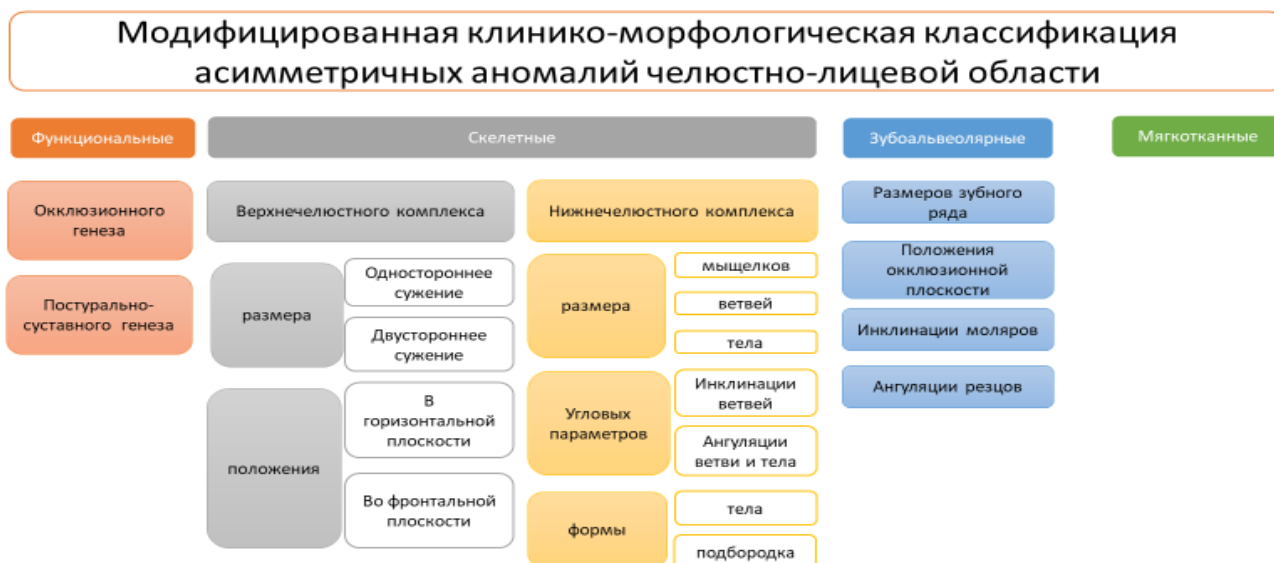 Модифицированная клинико-морфологическая классификация
асимметричных аномалий челюстно-лицевой области
Функциональные
Скелетные
Зубоальвеолярные
Мягкотканные
Окклюзионного
генеза
Постурально-
суставного генеза
Верхнечелюстного комплекса
размера
Одностороннее
сужение
Двустороннее
сужение
положения
В
горизонтальной
плоскости
Во фронтальной
плоскости
Нижнечелюстного комплекса
размера
мыщелков
ветвей
тела
Угловых
параметров
Инклинации
ветвей
Ангуляции
ветви и тела
формы
тела
подбородка
Размеров зубного
ряда
Положения
окклюзионной
плоскости
Инклинации моляров
Ангуляции резцов